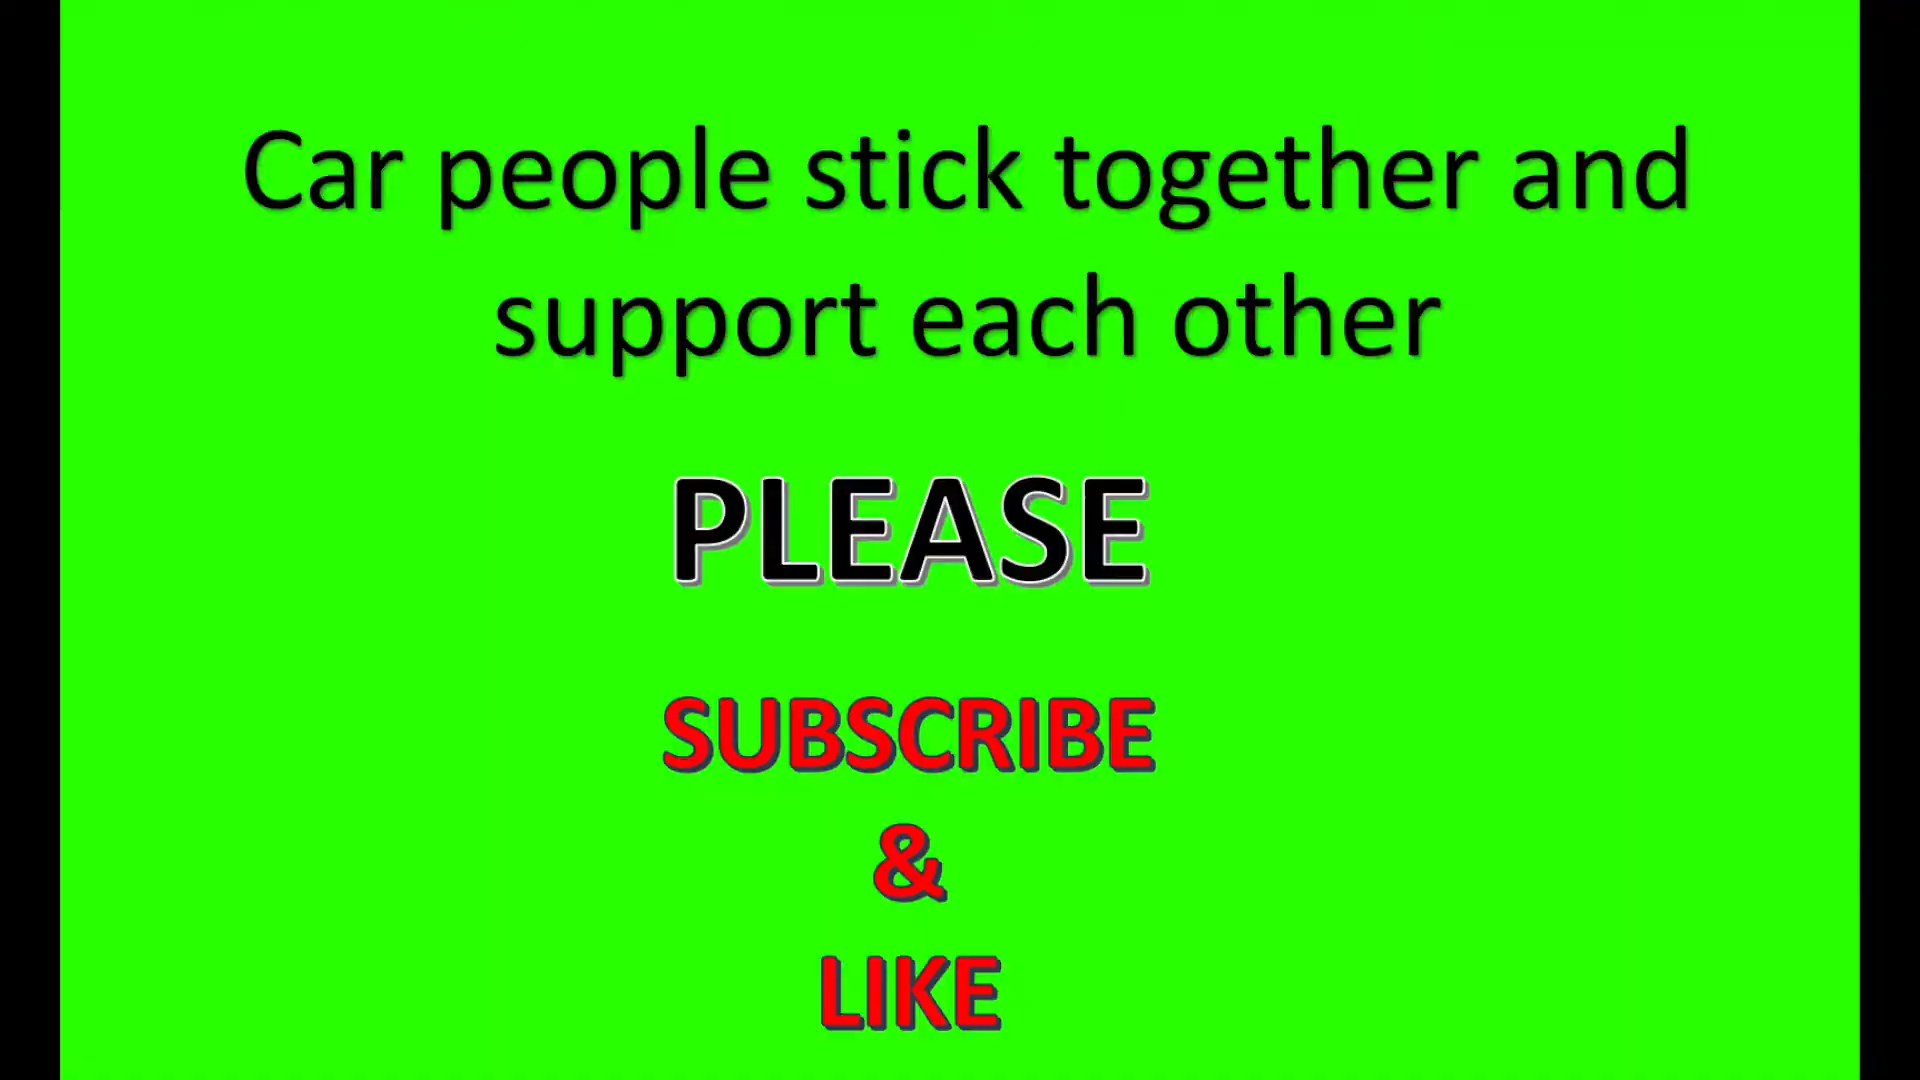 Car people stick together and
support each other
PLEASE
SUBSCRIBE
&
LIKE